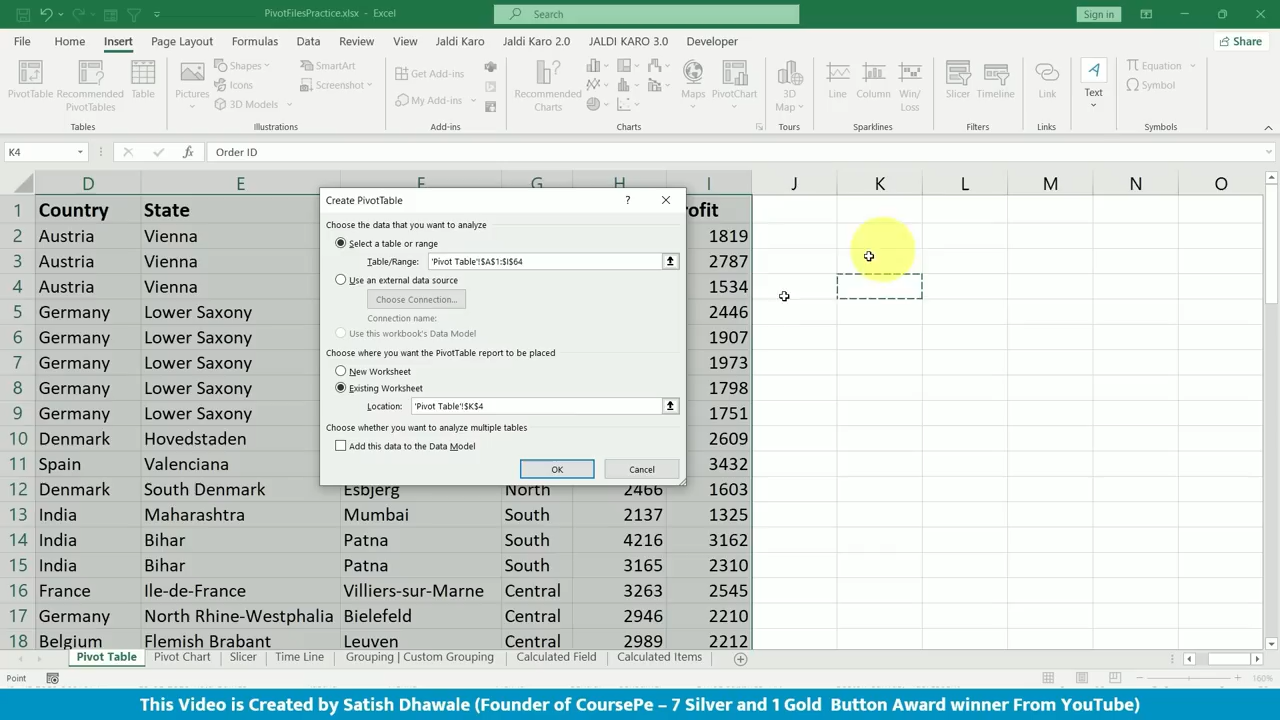 PivotFilesPractice.xlsx - Excel
Search
Sign in
File Home Insert Page Layout Formulas Data Review View Jaldi Karo Jaldi Karo 2.0 JALDI KARO 3.0 Developer Share
PivotTable
Recommended PivotTables
Table
Pictures
Shapes
Icons
3D Models
SmartArt
Screenshot
Get Add-ins
My Add-ins
Recommended Charts
Maps
PivotChart
3D Map
Line
Column
Win/Loss
Slicer
Timeline
Link
Text
Equation
Symbol
Tables Illustrations Add-ins Charts Tours Sparklines Filters Links Symbols
K4 fx Order ID
D E F G H I J K L M N O
1 Country State ofit
2 Austria Vienna 1819
3 Austria Vienna 2787
4 Austria Vienna 1534
5 Germany Lower Saxony 2446
6 Germany Lower Saxony 1907
7 Germany Lower Saxony 1973
8 Germany Lower Saxony 1798
9 Germany Lower Saxony 1751
10 Denmark Hovedstaden 2609
11 Spain Valenciana 3432
12 Denmark South Denmark Esbjerg North 2466 1603
13 India Maharashtra Mumbai South 2137 1325
14 India Bihar Patna South 4216 3162
15 India Bihar Patna South 3165 2310
16 France Ile-de-France Villiers-sur-Marne Central 3263 2545
17 Germany North Rhine-Westphalia Bielefeld Central 2946 2210
18 Belgium Flemish Brabant Leuven Central 2989 2212
Create PivotTable ?
Choose the data that you want to analyze
Select a table or range
Table/Range: 'Pivot Table'!$A$1:$I$64
Use an external data source
Choose Connection...
Connection name:
Use this workbook's Data Model
Choose where you want the PivotTable report to be placed
New Worksheet
Existing Worksheet
Location: 'Pivot Table'!$K$4
Choose whether you want to analyze multiple tables
Add this data to the Data Model
OK Cancel
Pivot Table Pivot Chart Slicer Time Line Grouping | Custom Grouping Calculated Field Calculated Items
Point 160%
This Video is Created by Satish Dhawale (Founder of CoursePe – 7 Silver and 1 Gold Button Award winner From YouTube)